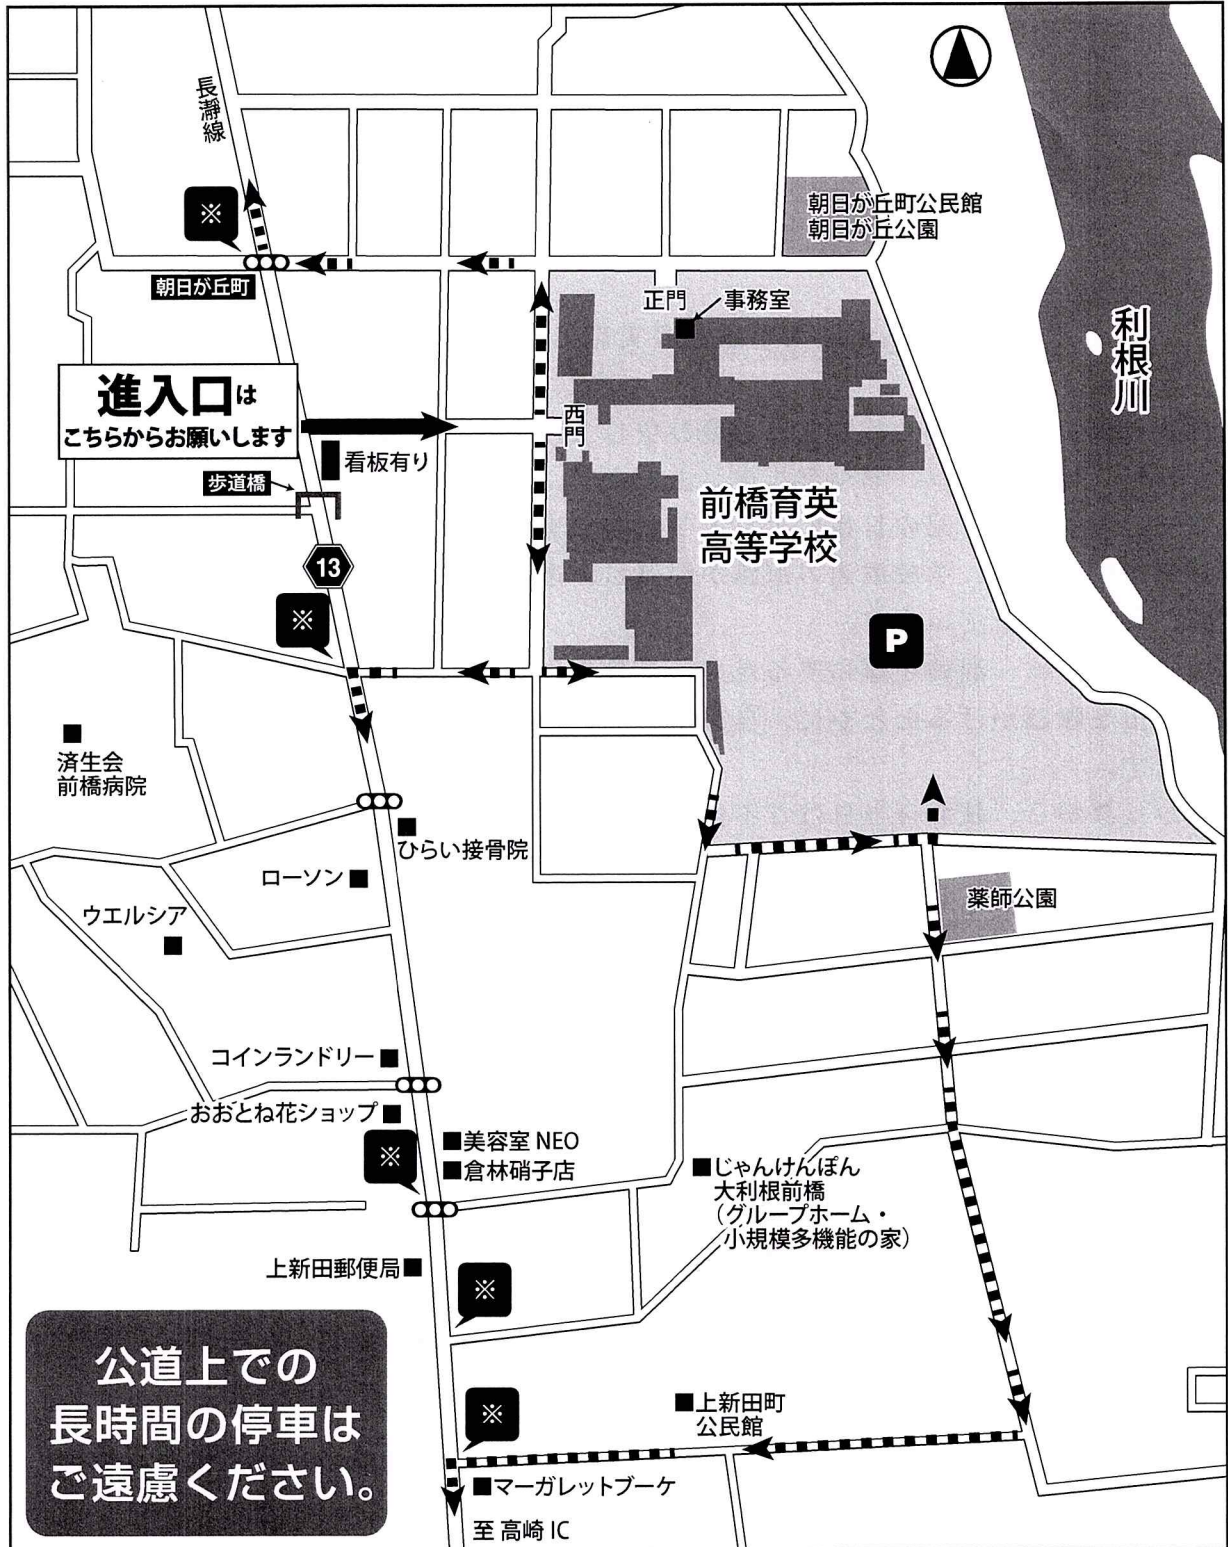 長瀞線
※
朝日が丘町公民館
朝日が丘公園
朝日が丘町
正門
事務室
利根川
進入口は
こちらからお願いします
西門
看板有り
歩道橋
前橋育英
高等学校
13
※
P
済生会
前橋病院
ひらい接骨院
ローソン
ウエルシア
薬師公園
コインランドリー
おおとね花ショップ
※
美容室 NEO
倉林硝子店
じゃんけんぽん
大利根前橋
(グループホーム・
小規模多機能の家)
上新田郵便局
※
公道上での
長時間の停車は
ご遠慮ください。
※
上新田町
公民館
マーガレットブーケ
至 高崎 IC